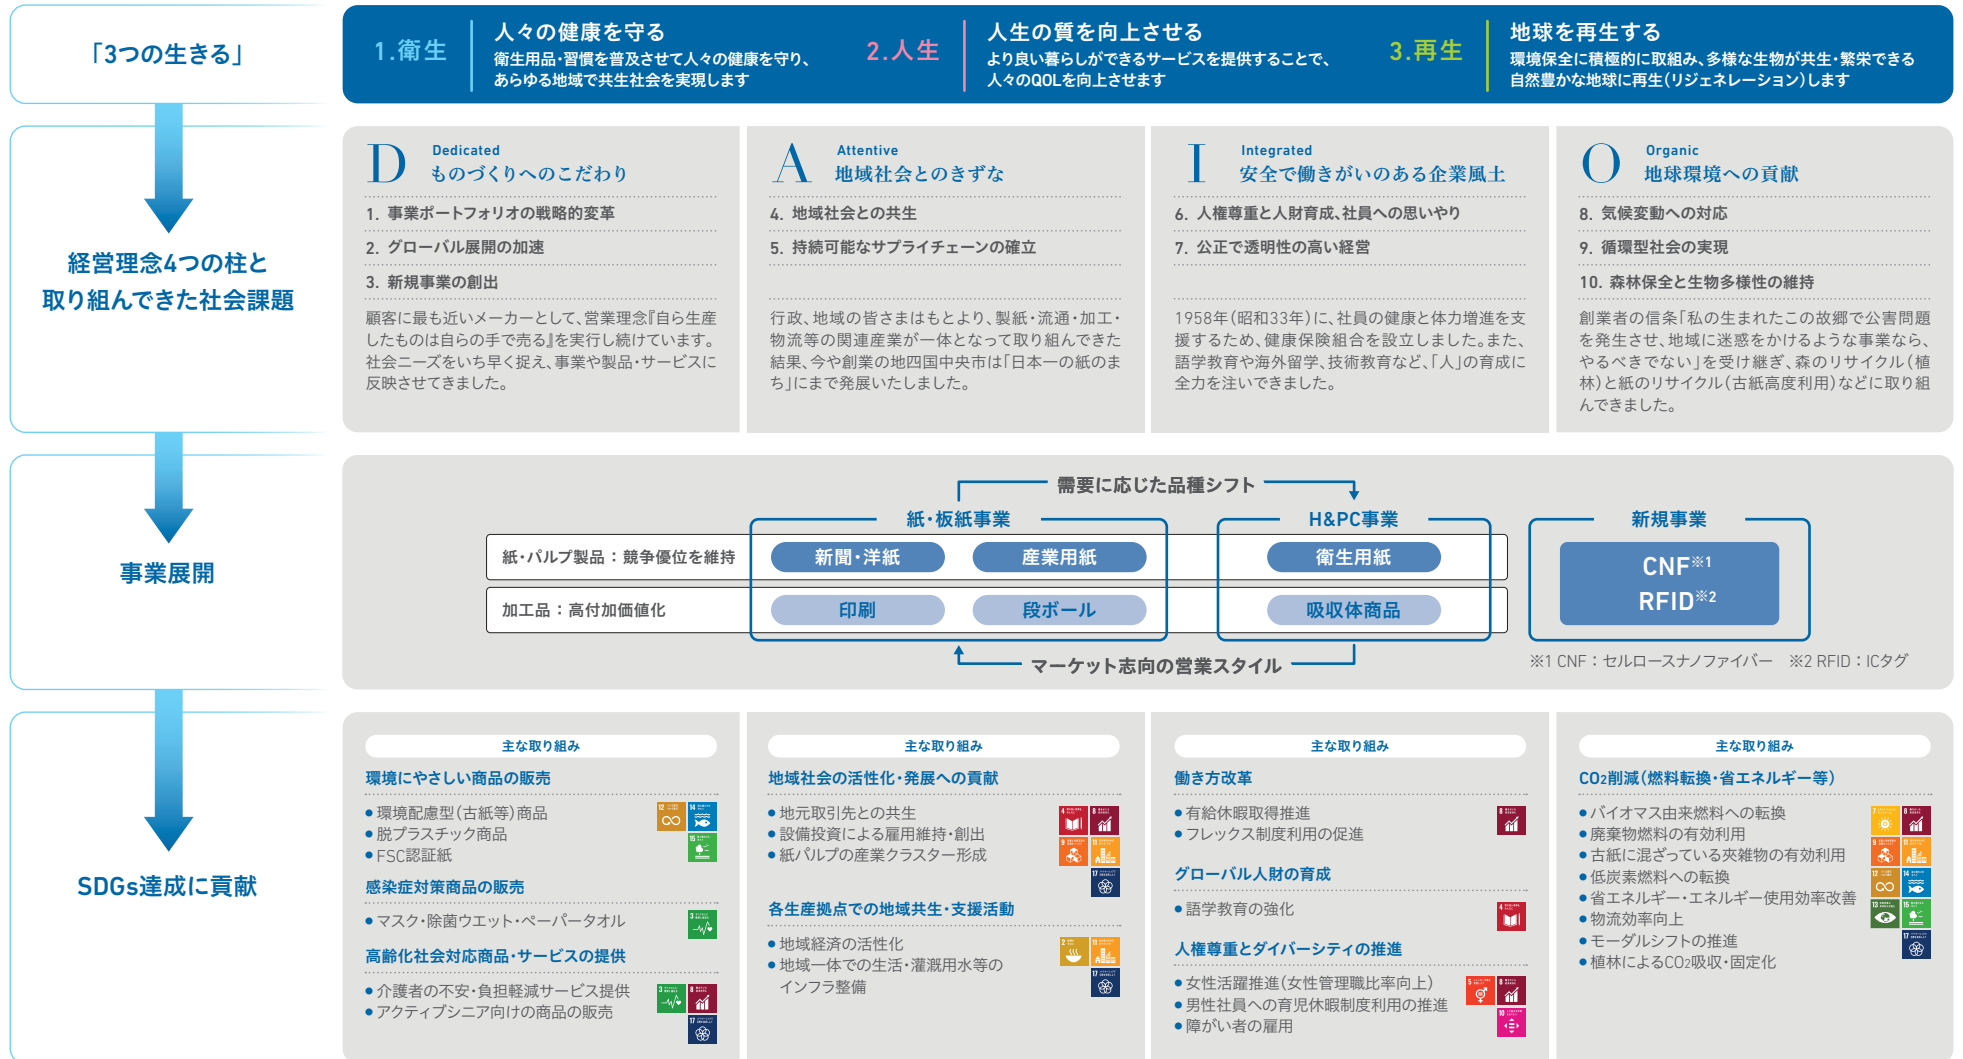 「3つの生きる」
1.衛生
人々の健康を守る
衛生用品・習慣を普及させて人々の健康を守り、
あらゆる地域で共生社会を実現します
2.人生
人生の質を向上させる
より良い暮らしができるサービスを提供することで、
人々のQOLを向上させます
3.再生
地球を再生する
環境保全に積極的に取組み、多様な生物が共生・繁栄できる
自然豊かな地球に再生(リジェネレーション)します
経営理念4つの柱と
取り組んできた社会課題
D
Dedicated
ものづくりへのこだわり
1. 事業ポートフォリオの戦略的変革
2. グローバル展開の加速
3. 新規事業の創出
顧客に最も近いメーカーとして、営業理念『自ら生産
したものは自らの手で売る』を実行し続けています。
社会ニーズをいち早く捉え、事業や製品・サービスに
反映させてきました。
A
Attentive
地域社会とのきずな
4. 地域社会との共生
5. 持続可能なサプライチェーンの確立
行政、地域の皆さまはもとより、製紙・流通・加工・
物流等の関連産業が一体となって取り組んできた
結果、今や創業の地四国中央市は「日本一の紙のま
ち」にまで発展いたしました。
I
Integrated
安全で働きがいのある企業風土
6. 人権尊重と人財育成、社員への思いやり
7. 公正で透明性の高い経営
1958年(昭和33年)に、社員の健康と体力増進を支
援するため、健康保険組合を設立しました。また、
語学教育や海外留学、技術教育など、「人」の育成に
全力を注いできました。
O
Organic
地球環境への貢献
8. 気候変動への対応
9. 循環型社会の実現
10. 森林保全と生物多様性の維持
創業者の信条「私の生まれたこの故郷で公害問題
を発生させ、地域に迷惑をかけるような事業なら、
やるべきでない」を受け継ぎ、森のリサイクル(植
林)と紙のリサイクル(古紙高度利用)などに取り組
んできました。
事業展開
需要に応じた品種シフト
紙・板紙事業
H&PC事業
新規事業
紙・パルプ製品：競争優位を維持
新聞・洋紙
産業用紙
衛生用紙
加工品：高付加価値化
印刷
段ボール
吸収体商品
CNF※1
RFID※2
マーケット志向の営業スタイル
※1 CNF：セルロースナノファイバー ※2 RFID：ICタグ
SDGs達成に貢献
主な取り組み
環境にやさしい商品の販売
●環境配慮型(古紙等)商品
●脱プラスチック商品
●FSC認証紙
12
14
15
感染症対策商品の販売
●マスク・除菌ウエット・ペーパータオル
3
高齢化社会対応商品・サービスの提供
●介護者の不安・負担軽減サービス提供
●アクティブシニア向けの商品の販売
3
8
17
主な取り組み
地域社会の活性化・発展への貢献
●地元取引先との共生
●設備投資による雇用維持・創出
●紙パルプの産業クラスター形成
4
8
9
11
17
各生産拠点での地域共生・支援活動
●地域経済の活性化
●地域一体での生活・灌漑用水等の
インフラ整備
2
11
17
主な取り組み
働き方改革
●有給休暇取得推進
●フレックス制度利用の促進
8
グローバル人財の育成
●語学教育の強化
4
人権尊重とダイバーシティの推進
●女性活躍推進(女性管理職比率向上)
●男性社員への育児休暇制度利用の推進
●障がい者の雇用
5
8
10
主な取り組み
CO2削減(燃料転換・省エネルギー等)
●バイオマス由来燃料への転換
●廃棄物燃料の有効利用
●古紙に混ざっている夾雑物の有効利用
●低炭素燃料への転換
●省エネルギー・エネルギー使用効率改善
●物流効率向上
●モーダルシフトの推進
●植林によるCO2吸収・固定化
7
8
9
11
12
14
13
15
17